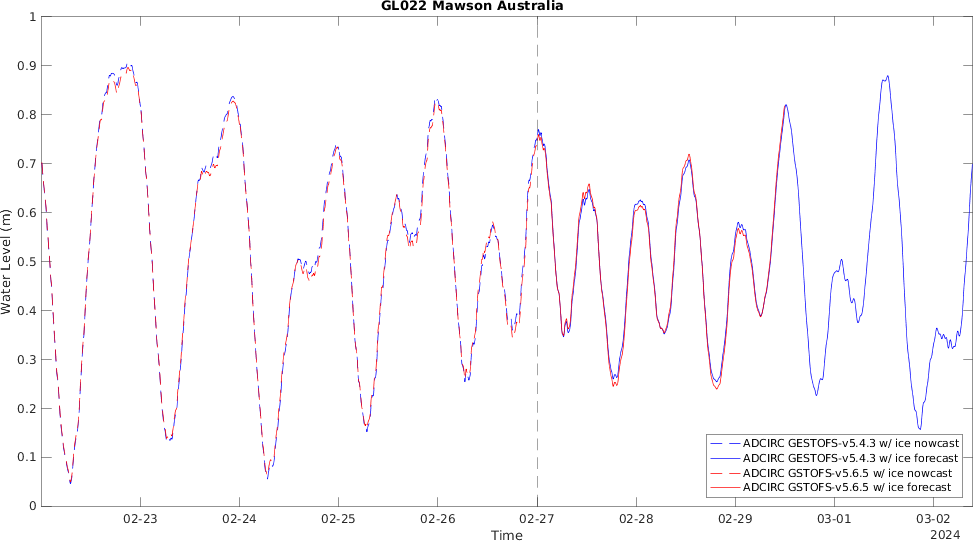 GL022 Mawson Australia
1
0.9
0.8
0.7
0.6
0.5
0.4
0.3
0.2
0.1
0
Water Level (m)
ADCIRC GESTOFS-v5.4.3 w/ ice nowcast
ADCIRC GESTOFS-v5.4.3 w/ ice forecast
ADCIRC GSTOFS-v5.6.5 w/ ice nowcast
ADCIRC GSTOFS-v5.6.5 w/ ice forecast
02-23 02-24 02-25 02-26 02-27 02-28 02-29 03-01 03-02
Time 2024